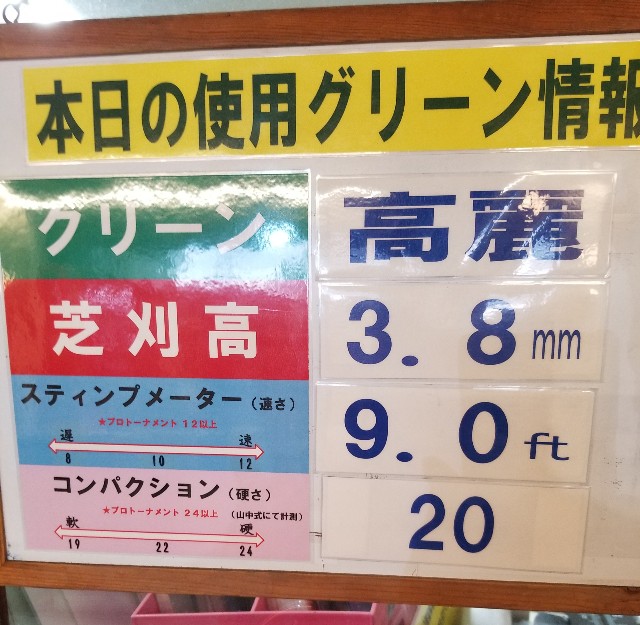 本日の使用グリーン情報
グリーン 高麗
芝刈高 3.8mm
スティンプメーター(速さ) 9.0ft
★プロトーナメント 12以上
遅 速
8 10 12
コンパクション(硬さ) 20
★プロトーナメント 24以上 (山中式にて計測)
軟 硬
19 22 24